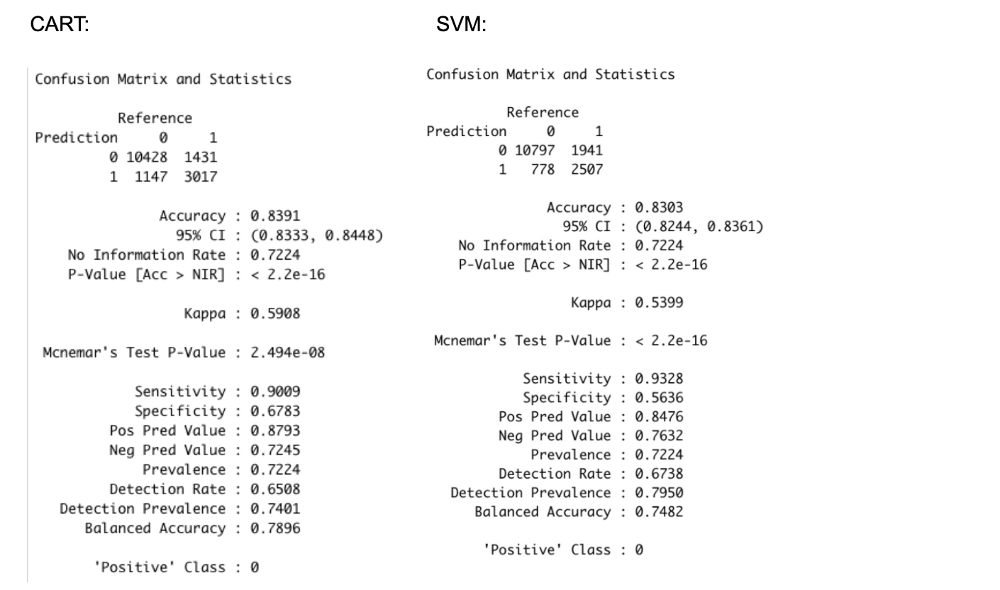 CART:
Confusion Matrix and Statistics
Reference
Prediction 0 1
0 10428 1431
1 1147 3017
Accuracy : 0.8391
95% CI : (0.8333, 0.8448)
No Information Rate : 0.7224
P-Value [Acc > NIR] : < 2.2e-16
Kappa : 0.5908
Mcnemar's Test P-Value : 2.494e-08
Sensitivity : 0.9009
Specificity : 0.6783
Pos Pred Value : 0.8793
Neg Pred Value : 0.7245
Prevalence : 0.7224
Detection Rate : 0.6508
Detection Prevalence : 0.7401
Balanced Accuracy : 0.7896
'Positive' Class : 0
SVM:
Confusion Matrix and Statistics
Reference
Prediction 0 1
0 10797 1941
1 778 2507
Accuracy : 0.8303
95% CI : (0.8244, 0.8361)
No Information Rate : 0.7224
P-Value [Acc > NIR] : < 2.2e-16
Kappa : 0.5399
Mcnemar's Test P-Value : < 2.2e-16
Sensitivity : 0.9328
Specificity : 0.5636
Pos Pred Value : 0.8476
Neg Pred Value : 0.7632
Prevalence : 0.7224
Detection Rate : 0.6738
Detection Prevalence : 0.7950
Balanced Accuracy : 0.7482
'Positive' Class : 0